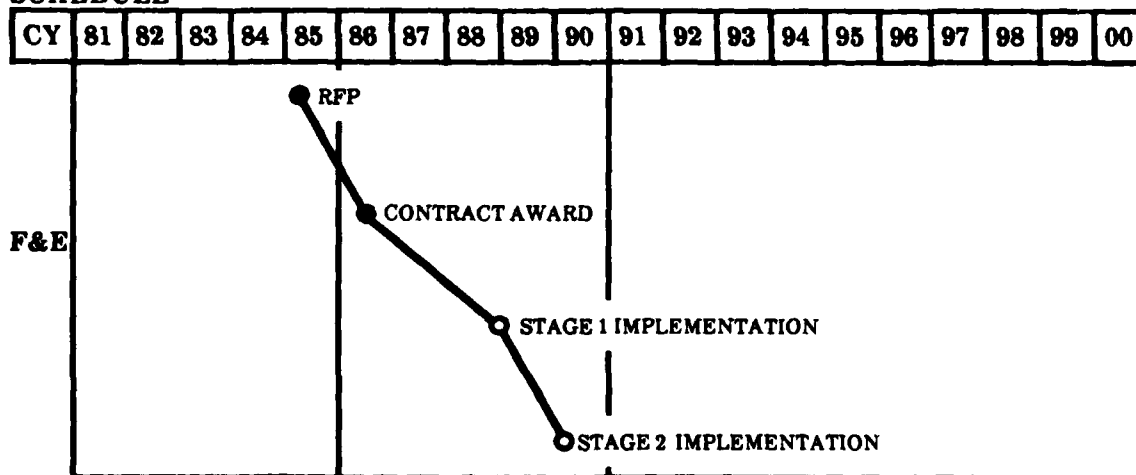 SCHEDULE
CY 81 82 83 84 85 86 87 88 89 90 91 92 93 94 95 96 97 98 99 00
RFP
CONTRACT AWARD
F&E
STAGE 1 IMPLEMENTATION
STAGE 2 IMPLEMENTATION